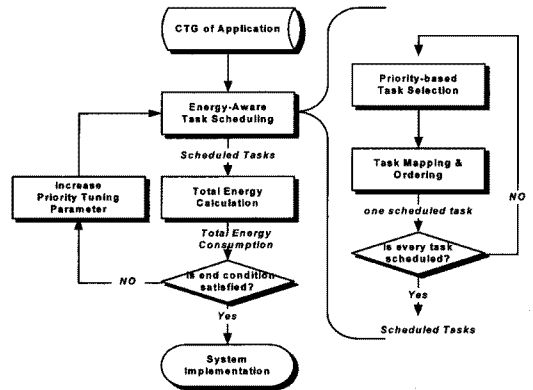 CTG of Application
Energy-Aware
Task Scheduling
Scheduled Tasks
Increase
Priority Tuning
Parameter
Total Energy
Calculation
Total Energy
Consumption
NO
Is end condition
satisfied?
Yes
System
Implementation
Priority-based
Task Selection
Task Mapping &
Ordering
one scheduled task
NO
Is every task
scheduled?
Yes
Scheduled Tasks